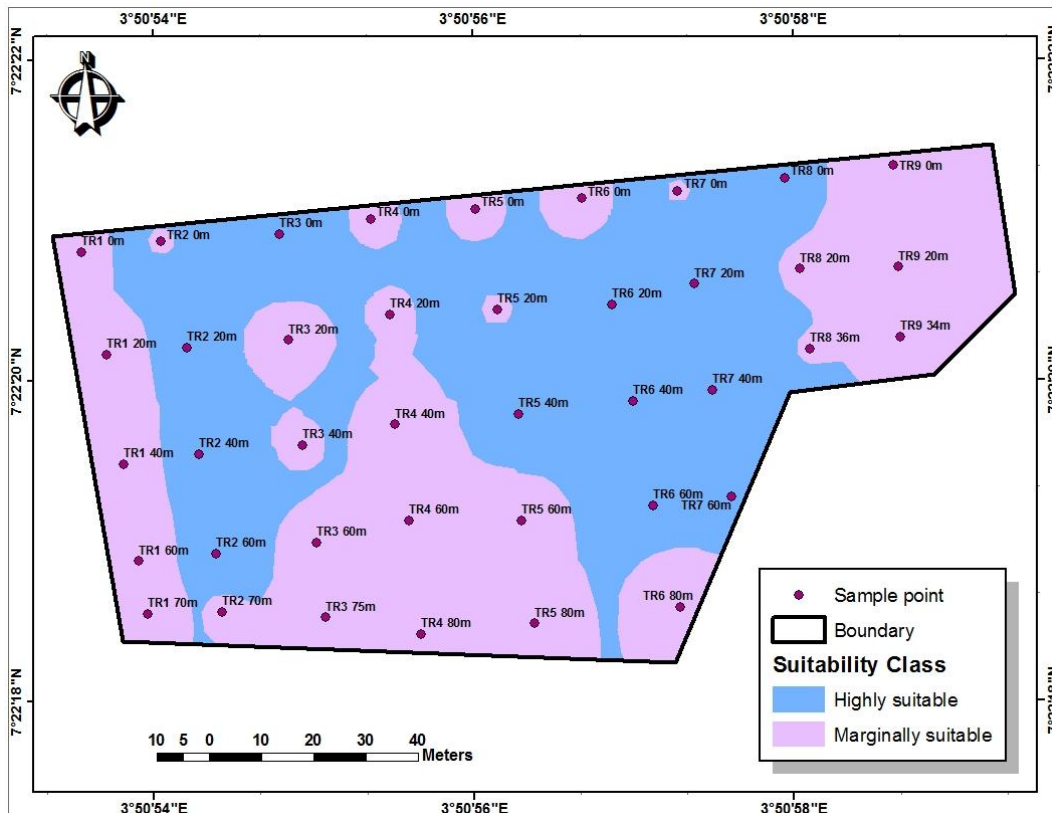 3°50'54"E 3°50'56"E 3°50'58"E
7°22'22"N
N
TR9 0m
TR8 0m
TR7 0m
TR6 0m
TR5 0m
TR4 0m
TR3 0m
TR2 0m
TR1 0m
TR8 20m TR9 20m
TR7 20m
TR6 20m
TR5 20m
TR4 20m
TR3 20m
TR2 20m
TR1 20m
TR8 36m TR9 34m
7°22'20"N
TR7 40m
TR6 40m
TR5 40m
TR4 40m
TR3 40m
TR2 40m
TR1 40m
TR6 60m
TR7 60m
TR5 60m
TR4 60m
TR3 60m
TR2 60m
TR1 60m
TR6 80m
TR5 80m
TR4 80m
TR3 75m
TR2 70m
TR1 70m
7°22'18"N
Sample point
Boundary
Suitability Class
Highly suitable
Marginally suitable
10 5 0 10 20 30 40
Meters
3°50'54"E 3°50'56"E 3°50'58"E